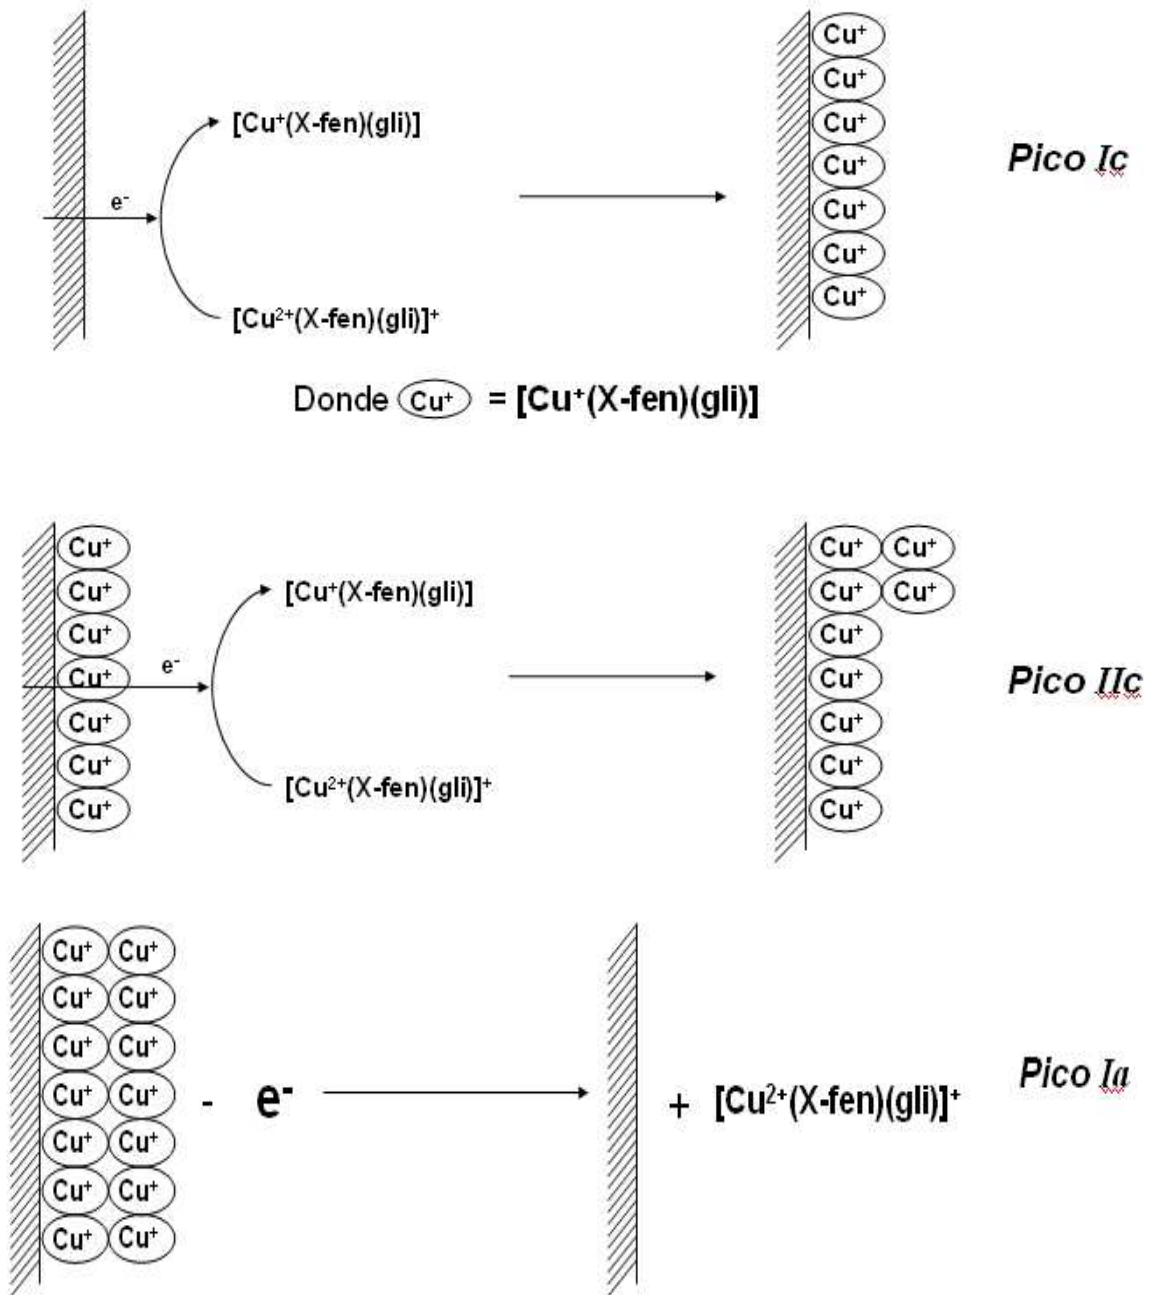 Cu⁺
Cu⁺
Cu⁺
Cu⁺
Cu⁺
Cu⁺
Cu⁺
[Cu⁺(X-fen)(gli)]
Pico Ic
e⁻
[Cu²⁺(X-fen)(gli)]⁺
Donde Cu⁺ = [Cu⁺(X-fen)(gli)]
Cu⁺ Cu⁺ Cu⁺
Cu⁺ [Cu⁺(X-fen)(gli)] Cu⁺ Cu⁺
Cu⁺ Cu⁺
Cu⁺ e⁻ Cu⁺ Pico IIc
Cu⁺ Cu⁺
Cu⁺ [Cu²⁺(X-fen)(gli)]⁺ Cu⁺
Cu⁺ Cu⁺
Cu⁺ Cu⁺
Cu⁺ Cu⁺
Cu⁺ Cu⁺
Cu⁺ Cu⁺ - e⁻ + [Cu²⁺(X-fen)(gli)]⁺ Pico Ia
Cu⁺ Cu⁺
Cu⁺ Cu⁺
Cu⁺ Cu⁺